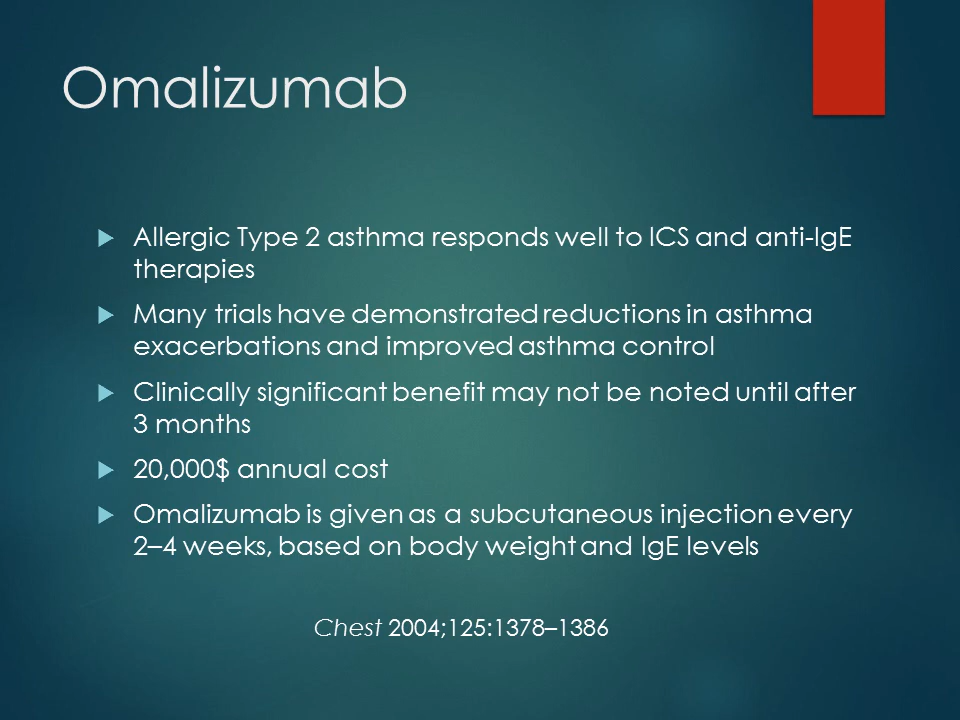 Omalizumab
Allergic Type 2 asthma responds well to ICS and anti-IgE
therapies
Many trials have demonstrated reductions in asthma
exacerbations and improved asthma control
Clinically significant benefit may not be noted until after
3 months
20,000$ annual cost
Omalizumab is given as a subcutaneous injection every
2–4 weeks, based on body weight and IgE levels
Chest 2004;125:1378–1386